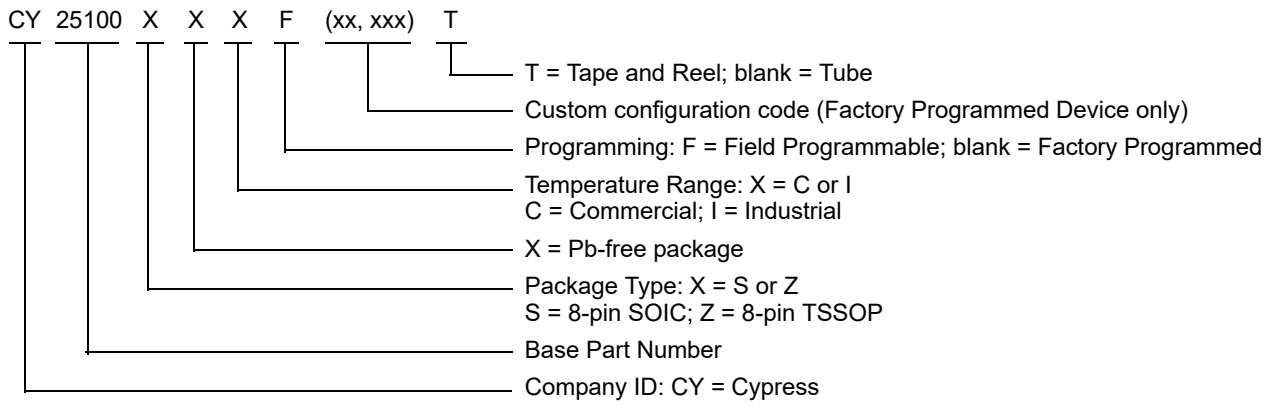 CY 25100 X X X F (xx, xxx) T
T = Tape and Reel; blank = Tube
Custom configuration code (Factory Programmed Device only)
Programming: F = Field Programmable; blank = Factory Programmed
Temperature Range: X = C or I
C = Commercial; I = Industrial
X = Pb-free package
Package Type: X = S or Z
S = 8-pin SOIC; Z = 8-pin TSSOP
Base Part Number
Company ID: CY = Cypress